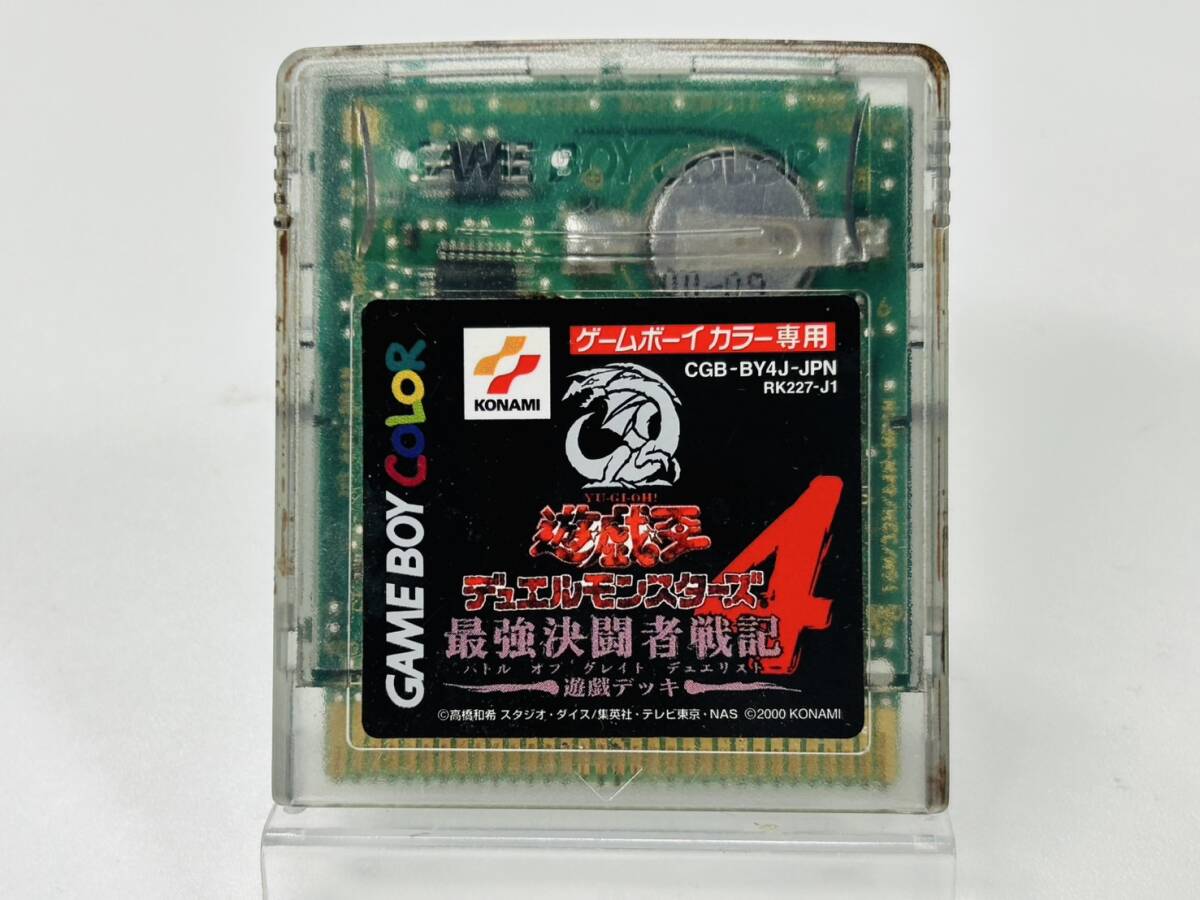 GAME BOY COLOR
GAME BOY COLOR
KONAMI
ゲームボーイカラー専用
CGB-BY4J-JPN
RK227-J1
YU-GI-OH!
遊戯王
デュエルモンスターズ
4
最強決闘者戦記
バトル オブ グレイト デュエリスト
遊戯デッキ
©高橋和希 スタジオ・ダイス/集英社・テレビ東京・NAS ©2000 KONAMI